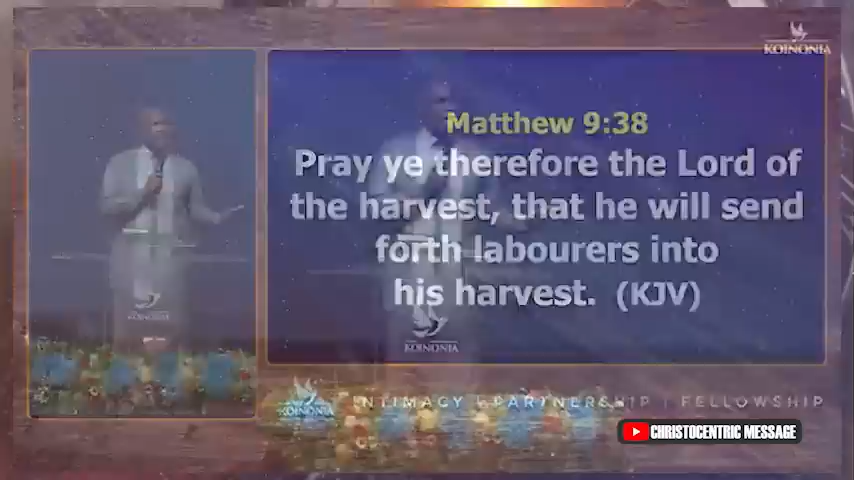 KOINONIA
Matthew 9:38
Pray ye therefore the Lord of
the harvest, that he will send
forth labourers into
his harvest. (KJV)
KOINONIA
KOINONIA
KOINONIA
INTIMACY | PARTNERSHIP | FELLOWSHIP
CHRISTOCENTRIC MESSAGE